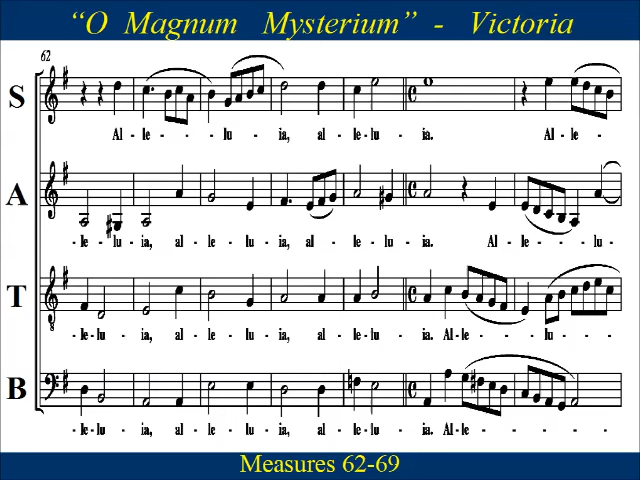 “O Magnum Mysterium” - Victoria
62
S
Al - le - - lu - ia, al - le - lu - ia. Al - le -
A
- le - lu - ia, al - le - lu - ia, al - le - lu - ia. Al - le - lu -
T
8
- le - lu - ia, al - le - lu - ia, al - le - lu - ia. Al - le - - lu -
B
- le - lu - ia, al - le - lu - ia, al - le - lu - ia. Al - le - - -
Measures 62-69